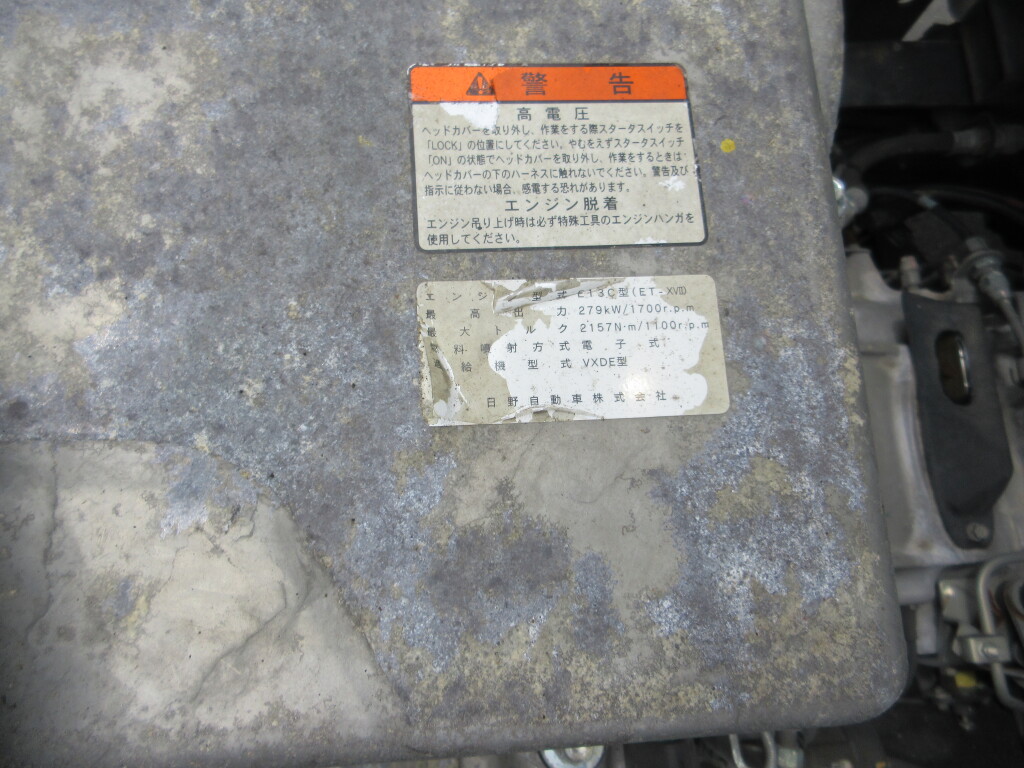 警告
高電圧
ヘッドカバーを取り外し、作業をする際スタータスイッチを
「LOCK」の位置にしてください。やむをえずスタータスイッチ
「ON」の状態でヘッドカバーを取り外し、作業をするときは
ヘッドカバーの下のハーネスに触れないでください。警告及び
指示に従わない場合、感電する恐れがあります。
エンジン脱着
エンジン吊り上げ時は必ず特殊工具のエンジンハンガを
使用してください。
エンジ 型式 E13C型(ET-XVII)
最高出力 279kW/1700r.p.m
最大トルク 2157N·m/1100r.p.m
料噴射方式 電子式
給機型式 VXDE型
日野自動車株式会社